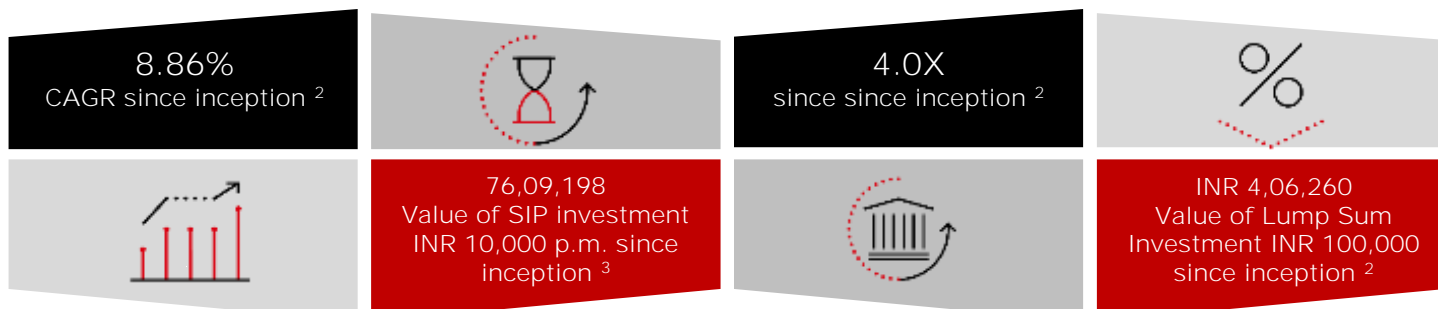 8.86%
CAGR since inception ²
4.0X
since since inception ²
76,09,198
Value of SIP investment
INR 10,000 p.m. since
inception ³
INR 4,06,260
Value of Lump Sum
Investment INR 100,000
since inception ²